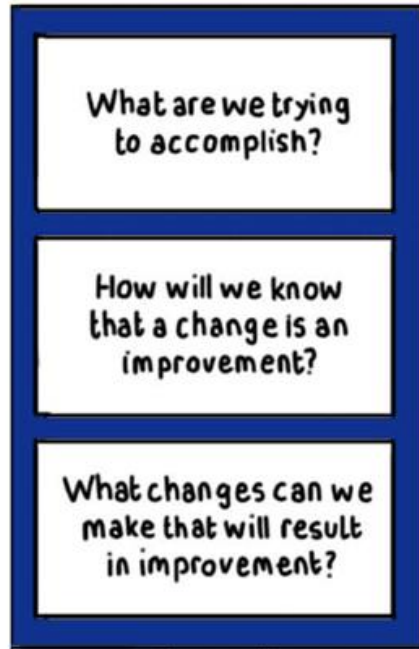 What are we trying
to accomplish?
How will we know
that a change is an
improvement?
What changes can we
make that will result
in improvement?